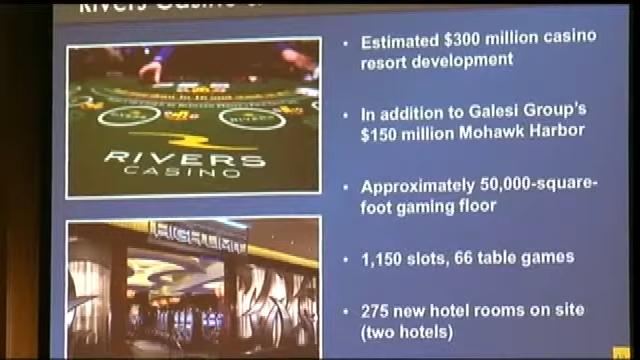 Rivers Casino
• Estimated $300 million casino
resort development
• In addition to Galesi Group's
$150 million Mohawk Harbor
• Approximately 50,000-square-
foot gaming floor
• 1,150 slots, 66 table games
• 275 new hotel rooms on site
(two hotels)
RIVERS
CASINO
HIGH LIMIT